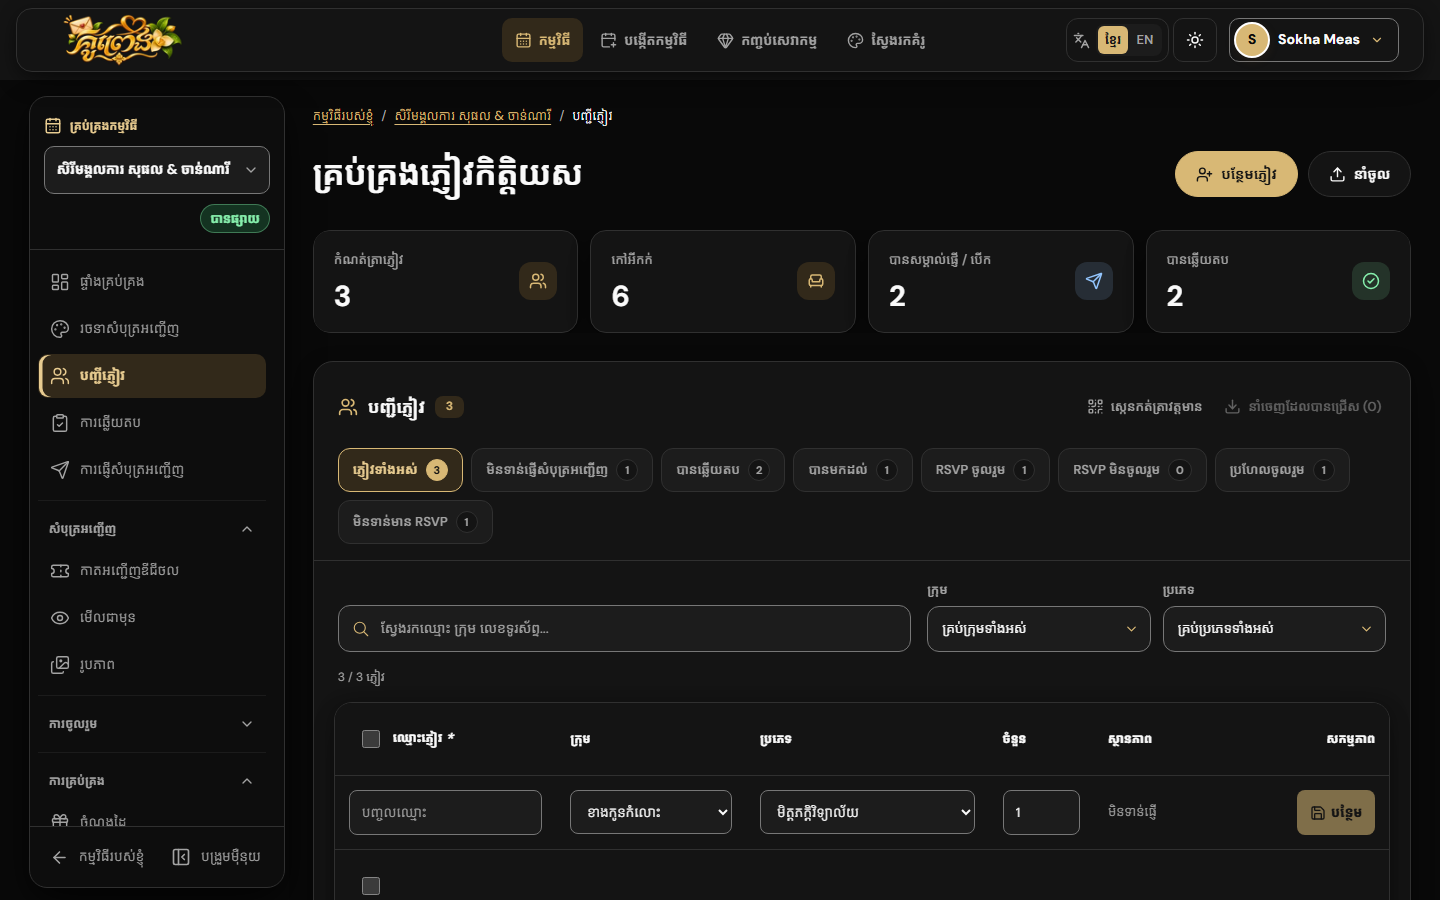 គូព្រេង
កម្មវិធី
បង្កើតកម្មវិធី
កញ្ចប់សេវាកម្ម
ស្វែងរកគំរូ
ខ្មែរ
EN
S
Sokha Meas
គ្រប់គ្រងកម្មវិធី
សិរីមង្គលការ សុផល & ចាន់ណារី
បានផ្សាយ
ផ្ទាំងគ្រប់គ្រង
រចនាសំបុត្រអញ្ជើញ
បញ្ជីភ្ញៀវ
ការឆ្លើយតប
ការផ្ញើសំបុត្រអញ្ជើញ
សំបុត្រអញ្ជើញ
កាតអញ្ជើញឌីជីថល
មើលជាមុន
រូបភាព
ការចូលរួម
ការគ្រប់គ្រង
ចំណងដៃ
កម្មវិធីរបស់ខ្ញុំ
បង្រួមម៉ឺនុយ
កម្មវិធីរបស់ខ្ញុំ / សិរីមង្គលការ សុផល & ចាន់ណារី / បញ្ជីភ្ញៀវ
គ្រប់គ្រងភ្ញៀវកិត្តិយស
បន្ថែមភ្ញៀវ
នាំចូល
កំណត់ត្រាភ្ញៀវ
3
កៅអីកក់
6
បានសម្គាល់ផ្ញើ / បើក
2
បានឆ្លើយតប
2
បញ្ជីភ្ញៀវ 3
ស្កេនកត់ត្រាវត្តមាន
នាំចេញដែលបានជ្រើស (0)
ភ្ញៀវទាំងអស់ 3
មិនទាន់ផ្ញើសំបុត្រអញ្ជើញ 1
បានឆ្លើយតប 2
បានមកដល់ 1
RSVP ចូលរួម 1
RSVP មិនចូលរួម 0
ប្រហែលចូលរួម 1
មិនទាន់មាន RSVP 1
ក្រុម
ប្រភេទ
ស្វែងរកឈ្មោះ ក្រុម លេខទូរស័ព្ទ...
គ្រប់ក្រុមទាំងអស់
គ្រប់ប្រភេទទាំងអស់
3 / 3 ភ្ញៀវ
ឈ្មោះភ្ញៀវ *
ក្រុម
ប្រភេទ
ចំនួន
ស្ថានភាព
សកម្មភាព
បញ្ចូលឈ្មោះ
ខាងកូនកំលោះ
មិត្តភក្តិវិទ្យាល័យ
1
មិនទាន់ផ្ញើ
បន្ថែម